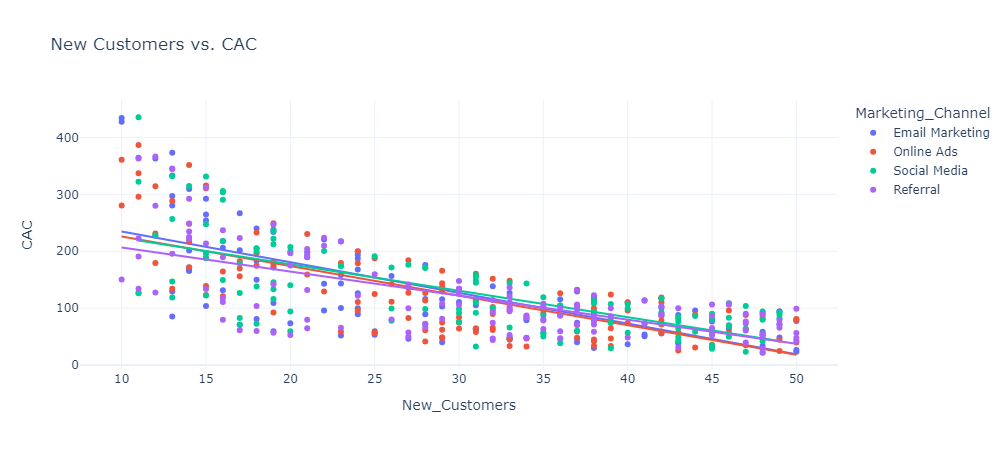 New Customers vs. CAC
Marketing_Channel
Email Marketing
Online Ads
Social Media
Referral
CAC
400
300
200
100
0
10 15 20 25 30 35 40 45 50
New_Customers